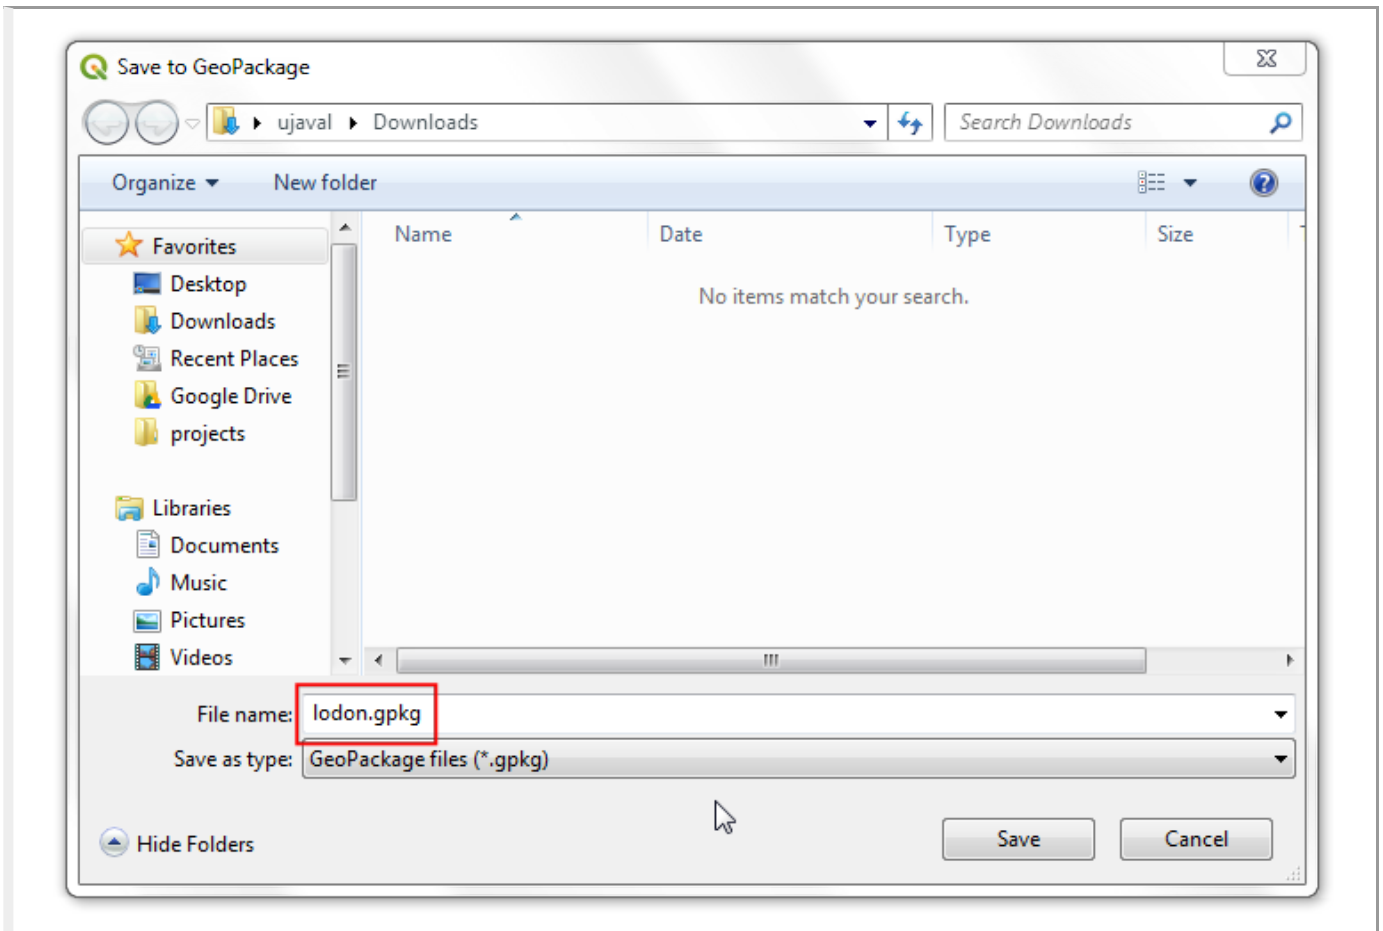 Save to GeoPackage
ujaval Downloads
Search Downloads
Organize New folder
Name Date Type Size
Favorites
Desktop
Downloads
Recent Places
Google Drive
projects
Libraries
Documents
Music
Pictures
Videos
No items match your search.
File name: lodon.gpkg
Save as type: GeoPackage files (*.gpkg)
Hide Folders
Save Cancel